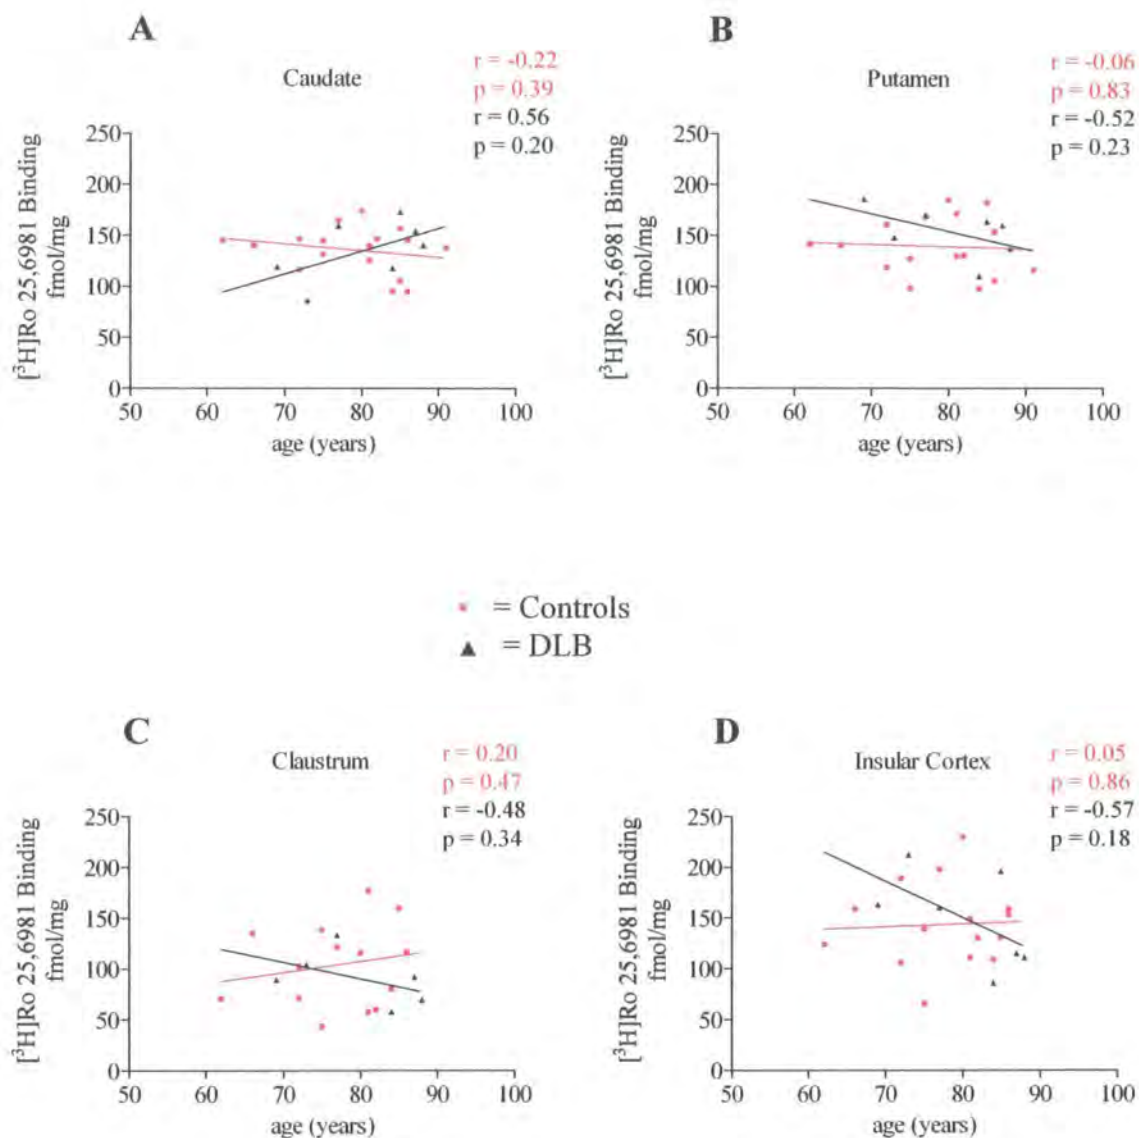 A
Caudate
r = -0.22
p = 0.39
r = 0.56
p = 0.20
[³H]Ro 25,6981 Binding
fmol/mg
250
200
150
100
50
0
50 60 70 80 90 100
age (years)
B
Putamen
r = -0.06
p = 0.83
r = -0.52
p = 0.23
[³H]Ro 25,6981 Binding
fmol/mg
250
200
150
100
50
0
50 60 70 80 90 100
age (years)
= Controls
= DLB
C
Claustrum
r = 0.20
p = 0.47
r = -0.48
p = 0.34
[³H]Ro 25,6981 Binding
fmol/mg
250
200
150
100
50
0
50 60 70 80 90 100
age (years)
D
Insular Cortex
r = 0.05
p = 0.86
r = -0.57
p = 0.18
[³H]Ro 25,6981 Binding
fmol/mg
250
200
150
100
50
0
50 60 70 80 90 100
age (years)